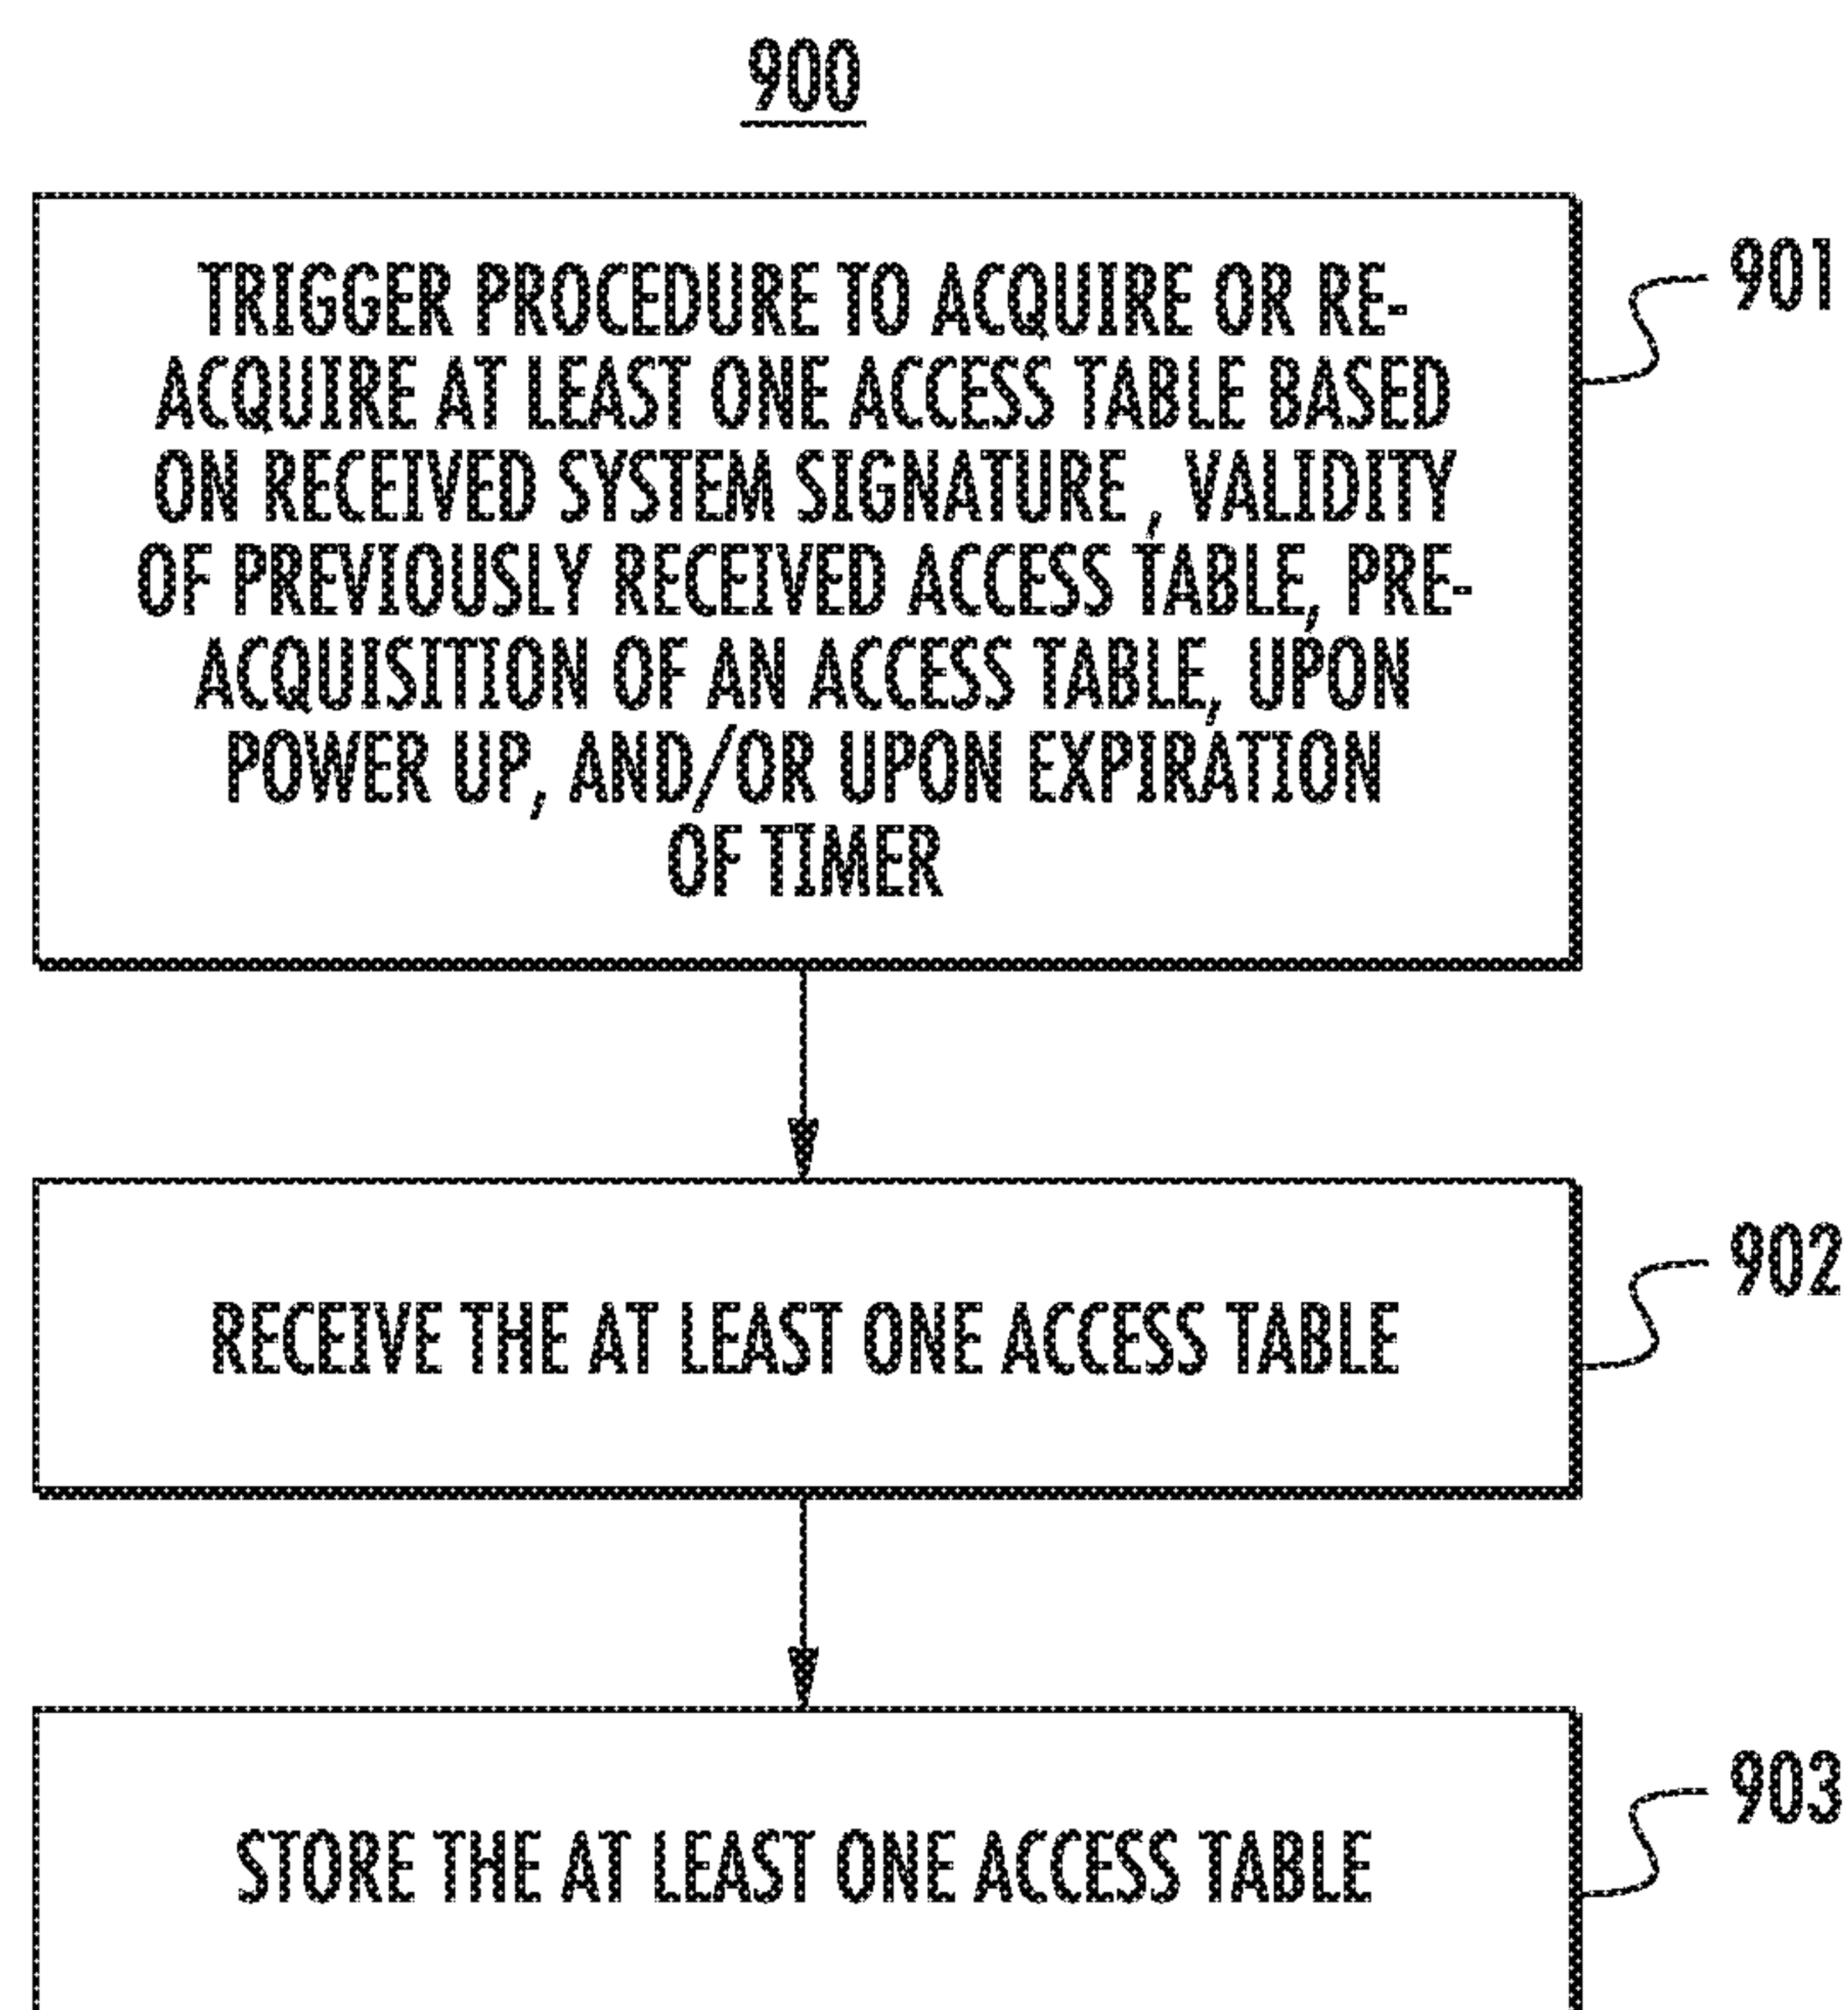 900
TRIGGER PROCEDURE TO ACQUIRE OR RE-
ACQUIRE AT LEAST ONE ACCESS TABLE BASED
ON RECEIVED SYSTEM SIGNATURE , VALIDITY
OF PREVIOUSLY RECEIVED ACCESS TABLE, PRE-
ACQUISITION OF AN ACCESS TABLE, UPON
POWER UP, AND/OR UPON EXPIRATION
OF TIMER
901
RECEIVE THE AT LEAST ONE ACCESS TABLE
902
STORE THE AT LEAST ONE ACCESS TABLE
903